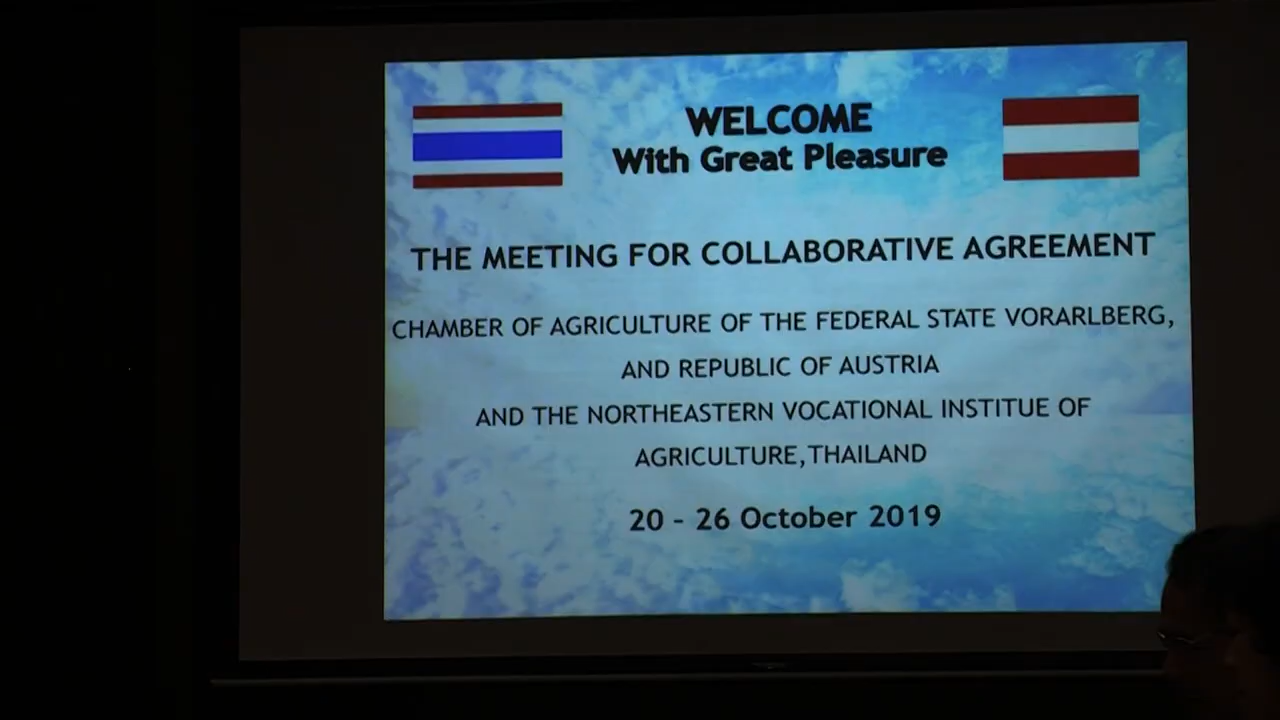 WELCOME
With Great Pleasure
THE MEETING FOR COLLABORATIVE AGREEMENT
CHAMBER OF AGRICULTURE OF THE FEDERAL STATE VORARLBERG,
AND REPUBLIC OF AUSTRIA
AND THE NORTHEASTERN VOCATIONAL INSTITUE OF
AGRICULTURE,THAILAND
20 - 26 October 2019